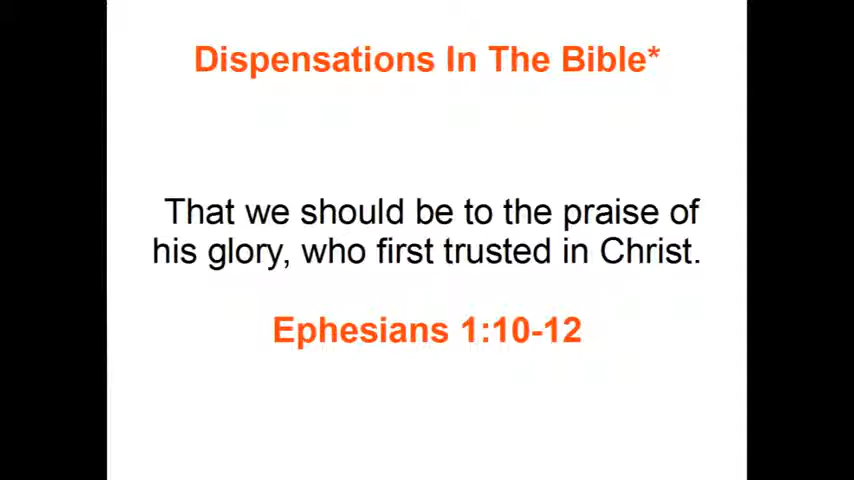 Dispensations In The Bible*
That we should be to the praise of
his glory, who first trusted in Christ.
Ephesians 1:10-12